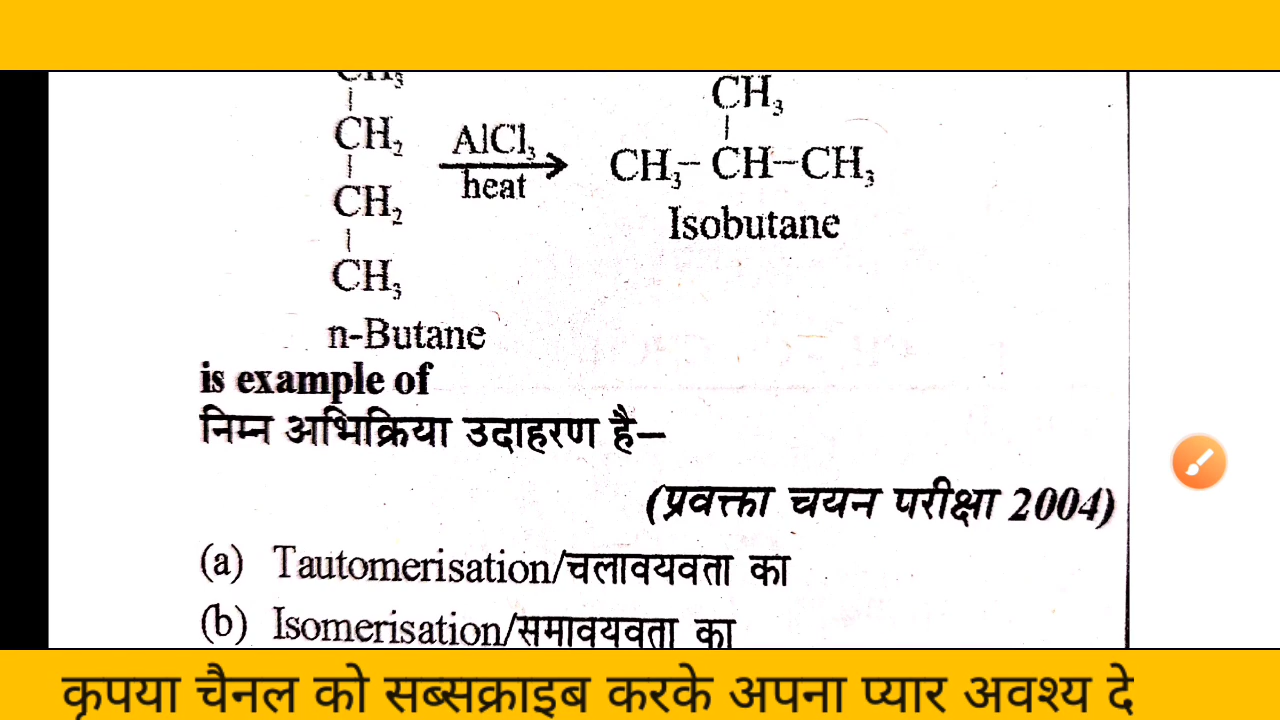 CH₃
CH₂
CH₂
CH₃
n-Butane
AlCl₃
heat
CH₃
CH₃-CH-CH₃
Isobutane
is example of
निम्न अभिक्रिया उदाहरण है–
(प्रवक्ता चयन परीक्षा 2004)
(a) Tautomerisation/चलावयवता का
(b) Isomerisation/समावयवता का
कृपया चैनल को सब्सक्राइब करके अपना प्यार अवश्य दे